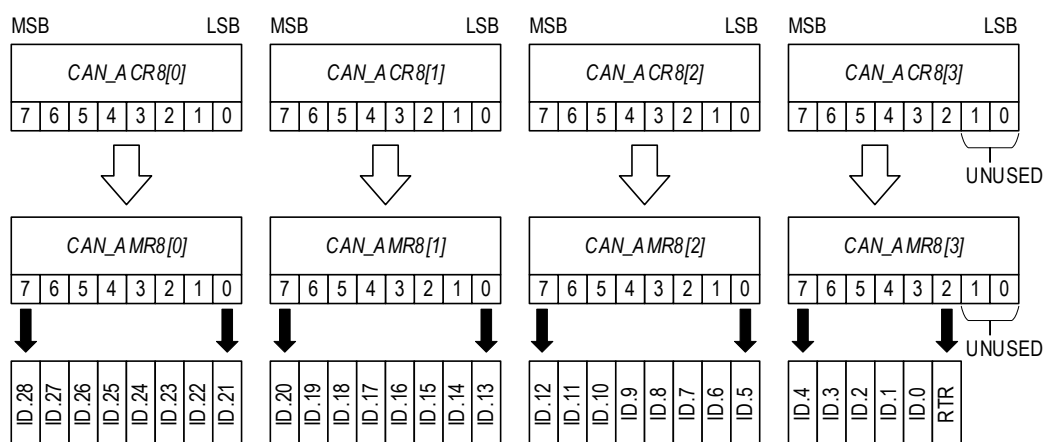 MSB LSB MSB LSB MSB LSB MSB LSB
CAN_ACR8[0] CAN_ACR8[1] CAN_ACR8[2] CAN_ACR8[3]
7 6 5 4 3 2 1 0 7 6 5 4 3 2 1 0 7 6 5 4 3 2 1 0 7 6 5 4 3 2 1 0
UNUSED
CAN_AMR8[0] CAN_AMR8[1] CAN_AMR8[2] CAN_AMR8[3]
7 6 5 4 3 2 1 0 7 6 5 4 3 2 1 0 7 6 5 4 3 2 1 0 7 6 5 4 3 2 1 0
UNUSED
ID.28 ID.27 ID.26 ID.25 ID.24 ID.23 ID.22 ID.21 ID.20 ID.19 ID.18 ID.17 ID.16 ID.15 ID.14 ID.13 ID.12 ID.11 ID.10 ID.9 ID.8 ID.7 ID.6 ID.5 ID.4 ID.3 ID.2 ID.1 ID.0 RTR